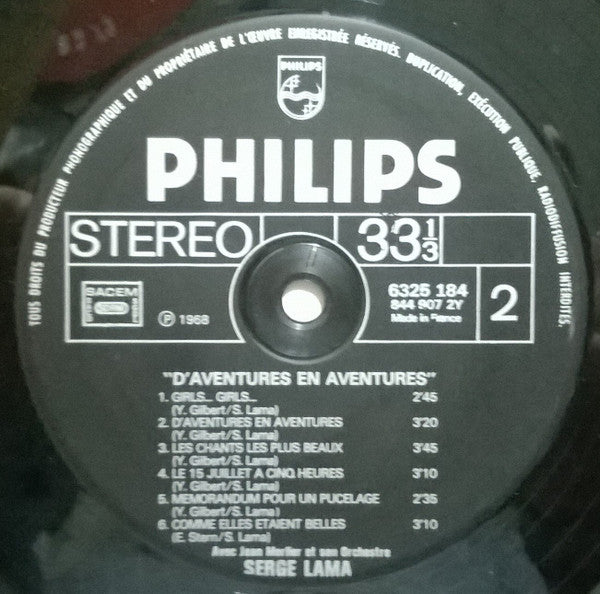 TOUS DROITS DU PRODUCTEUR PHONOGRAPHIQUE ET DU PROPRIÉTAIRE DE L'ŒUVRE ENREGISTRÉE RÉSERVÉS. DUPLICATION, EXÉCUTION PUBLIQUE, RADIODIFFUSION INTERDITES.
PHILIPS
PHILIPS
STEREO 33 1/3
SACEM
℗ 1968
6325 184
844 907 2Y
Made in France
2
"D'AVENTURES EN AVENTURES"
1. GIRLS... GIRLS... 2'45
(Y. Gilbert/S. Lama)
2. D'AVENTURES EN AVENTURES 3'20
(Y. Gilbert/S. Lama)
3. LES CHANTS LES PLUS BEAUX 3'45
(Y. Gilbert/S. Lama)
4. LE 15 JUILLET A CINQ HEURES 3'10
(Y. Gilbert/S. Lama)
5. MEMORANDUM POUR UN PUCELAGE 2'35
(Y. Gilbert/S. Lama)
6. COMME ELLES ETAIENT BELLES 3'10
(E. Stern/S. Lama)
Avec Jean Morlier et son Orchestre
SERGE LAMA